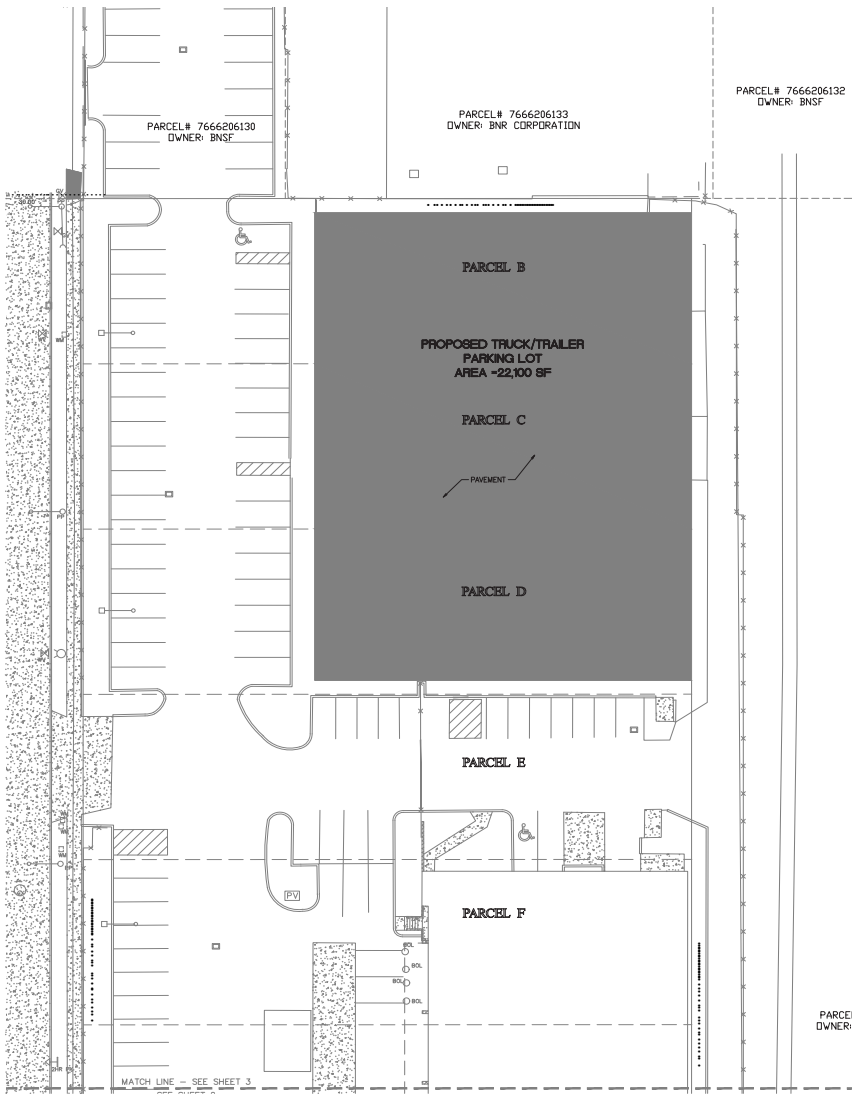 PARCEL# 7666206132
OWNER: BNSF
PARCEL# 7666206133
OWNER: BNR CORPORATION
PARCEL# 7666206130
OWNER: BNSF
PARCEL B
PROPOSED TRUCK/TRAILER
PARKING LOT
AREA =22,100 SF
PARCEL C
PAVEMENT
PARCEL D
PARCEL E
PV
PARCEL F
BOL
BOL
BOL
BOL
WM
MATCH LINE - SEE SHEET 3